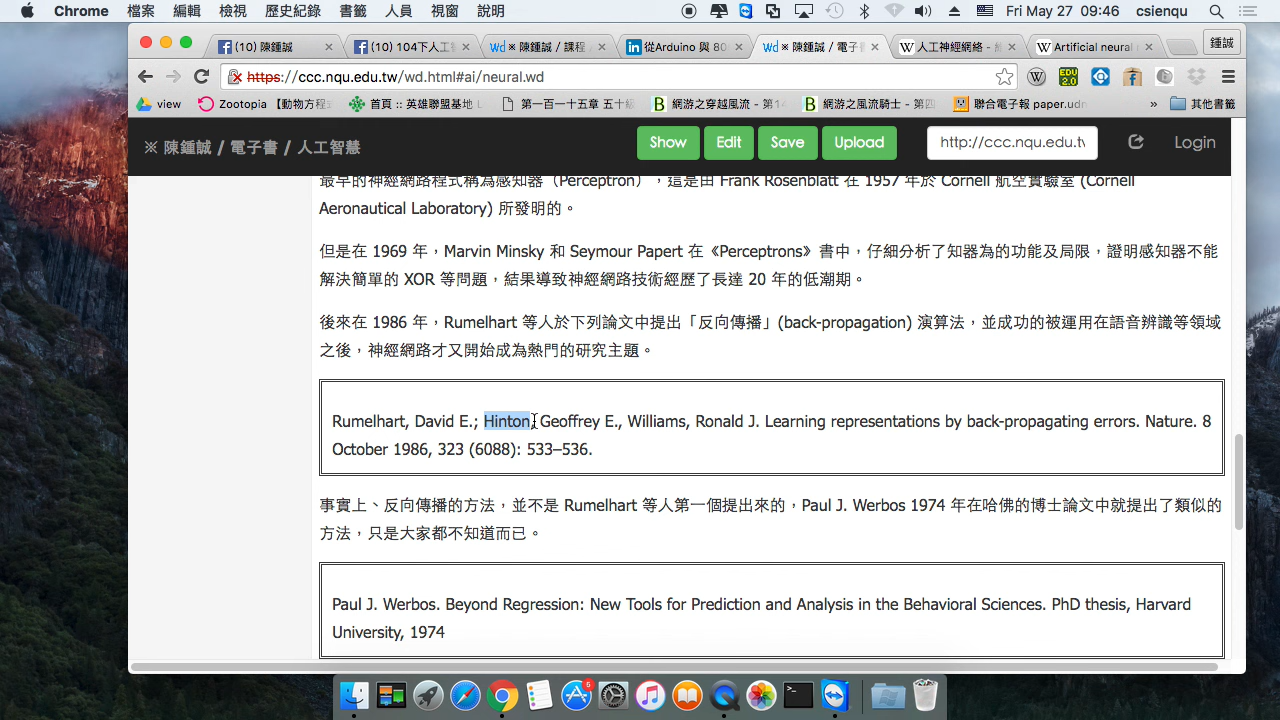 Chrome 檔案 編輯 檢視 歷史紀錄 書籤 人員 視窗 說明 Fri May 27 09:46 csienqu
(10) 陳鍾誠 (10) 104下人工智 wd ※ 陳鍾誠 / 課程 / 從Arduino 與 80 wd ※ 陳鍾誠 / 電子 人工神經網絡 - 維 Artificial neural 鍾誠
https://ccc.nqu.edu.tw/wd.html#ai/neural.wd
view Zootopia 【動物方程式 首頁 :: 英雄聯盟基地 第一百一十五章 五十級 網游之穿越風流 - 第14 網游之風流騎士 - 第四 聯合電子報 paper.udn » 其他書籤
※ 陳鍾誠 / 電子書 / 人工智慧 Show Edit Save Upload http://ccc.nqu.edu.tv Login
最早的神經網路程式稱為感知器（Perceptron），這是由 Frank Rosenblatt 在 1957 年於 Cornell 航空實驗室 (Cornell
Aeronautical Laboratory) 所發明的。
但是在 1969 年，Marvin Minsky 和 Seymour Papert 在《Perceptrons》書中，仔細分析了知器為的功能及局限，證明感知器不能
解決簡單的 XOR 等問題，結果導致神經網路技術經歷了長達 20 年的低潮期。
後來在 1986 年，Rumelhart 等人於下列論文中提出「反向傳播」(back-propagation) 演算法，並成功的被運用在語音辨識等領域
之後，神經網路才又開始成為熱門的研究主題。
Rumelhart, David E.; Hinton, Geoffrey E., Williams, Ronald J. Learning representations by back-propagating errors. Nature. 8
October 1986, 323 (6088): 533–536.
事實上、反向傳播的方法，並不是 Rumelhart 等人第一個提出來的，Paul J. Werbos 1974 年在哈佛的博士論文中就提出了類似的
方法，只是大家都不知道而已。
Paul J. Werbos. Beyond Regression: New Tools for Prediction and Analysis in the Behavioral Sciences. PhD thesis, Harvard
University, 1974